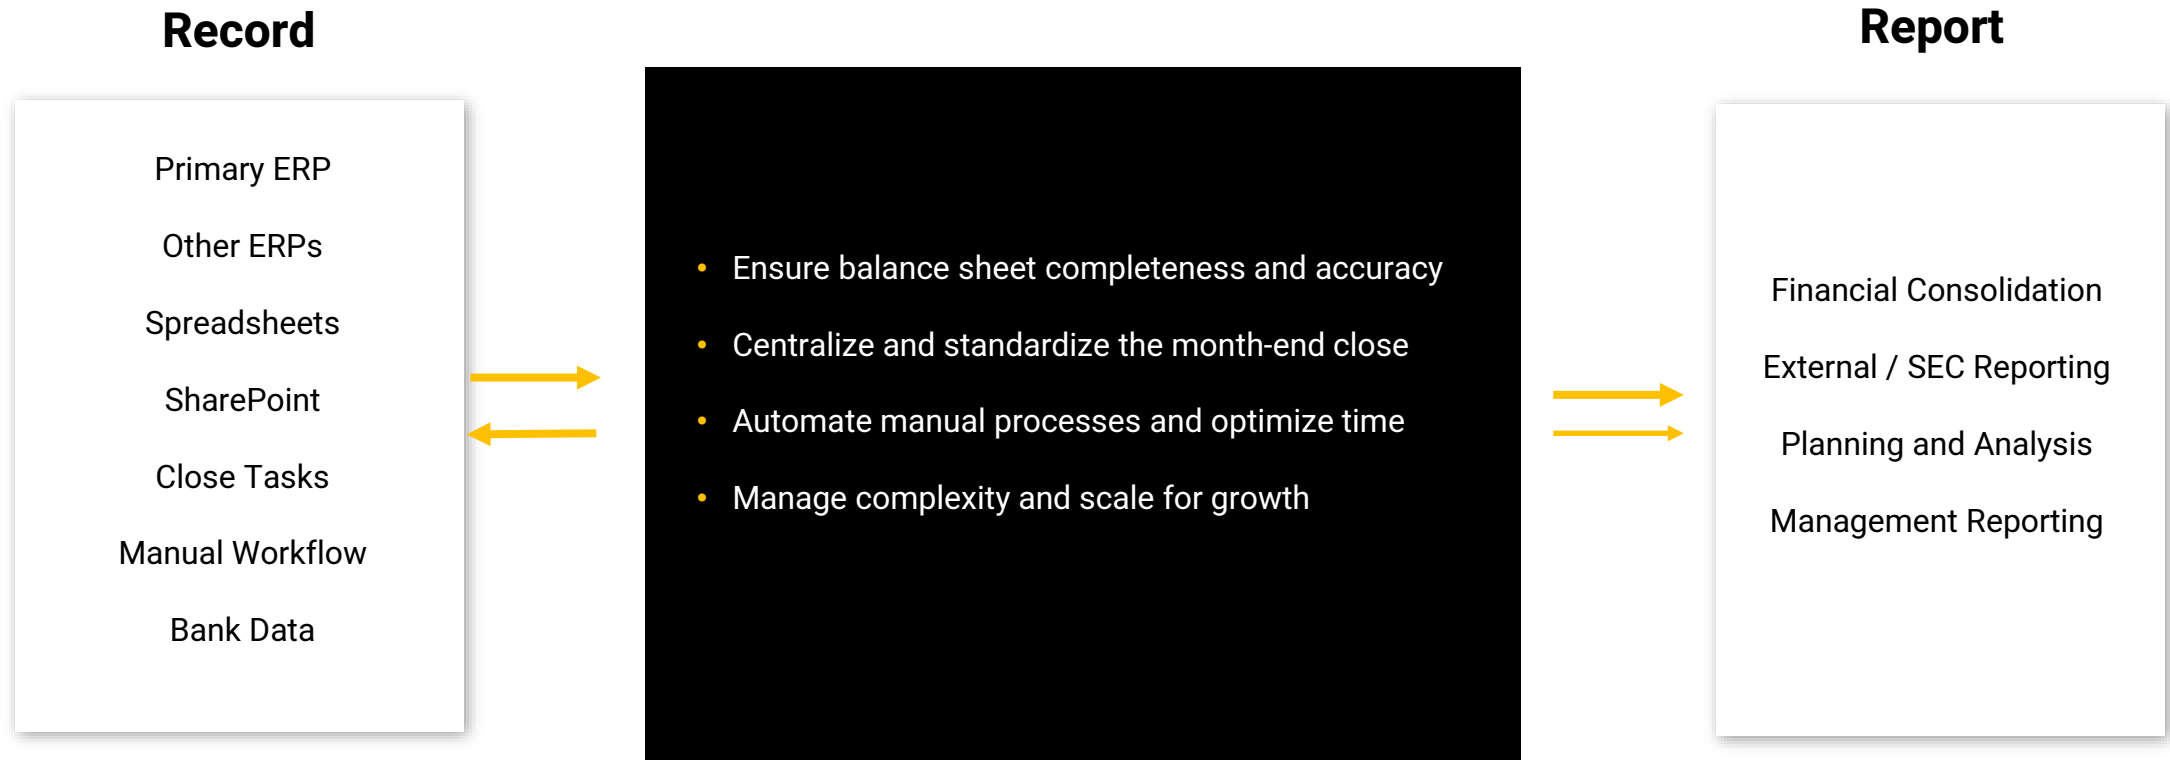 Record
Primary ERP
Other ERPs
Spreadsheets
SharePoint
Close Tasks
Manual Workflow
Bank Data
• Ensure balance sheet completeness and accuracy
• Centralize and standardize the month-end close
• Automate manual processes and optimize time
• Manage complexity and scale for growth
Report
Financial Consolidation
External / SEC Reporting
Planning and Analysis
Management Reporting